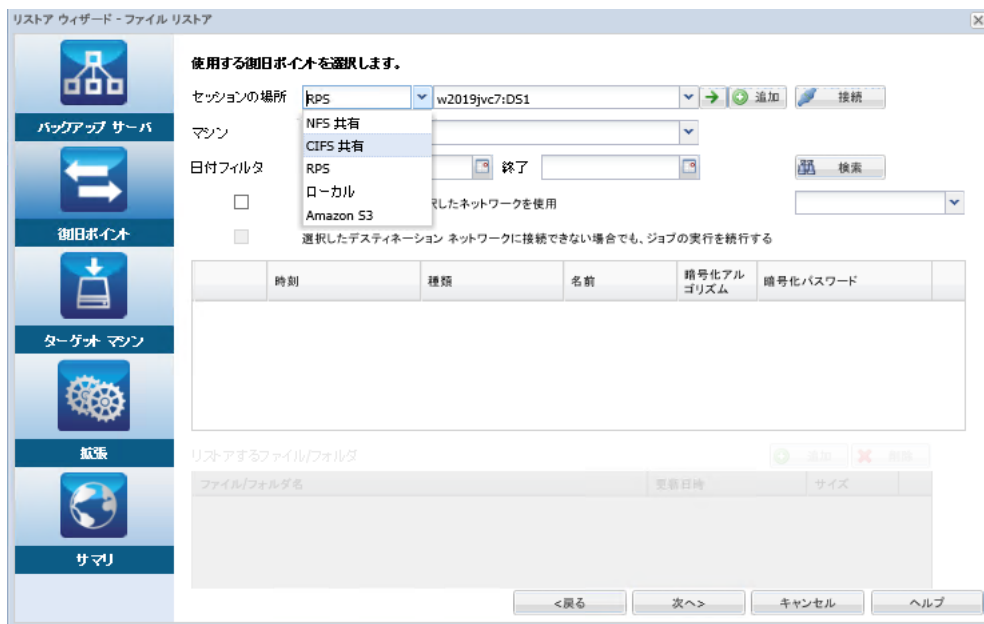 リストア ウィザード - ファイル リストア
バックアップ サーバ
復旧ポイント
ターゲット マシン
拡張
サマリ
使用する復旧ポイントを選択します。
セッションの場所 RPS w2019jvc7:DS1 追加 接続
NFS 共有
CIFS 共有
RPS
ローカル
Amazon S3
マシン
日付フィルタ 終了 検索
択したネットワークを使用
選択したデスティネーション ネットワークに接続できない場合でも、ジョブの実行を続行する
時刻 種類 名前 暗号化アルゴリズム 暗号化パスワード
リストアするファイル/フォルダ 追加 削除
ファイル/フォルダ名 更新日時 サイズ
<戻る 次へ> キャンセル ヘルプ